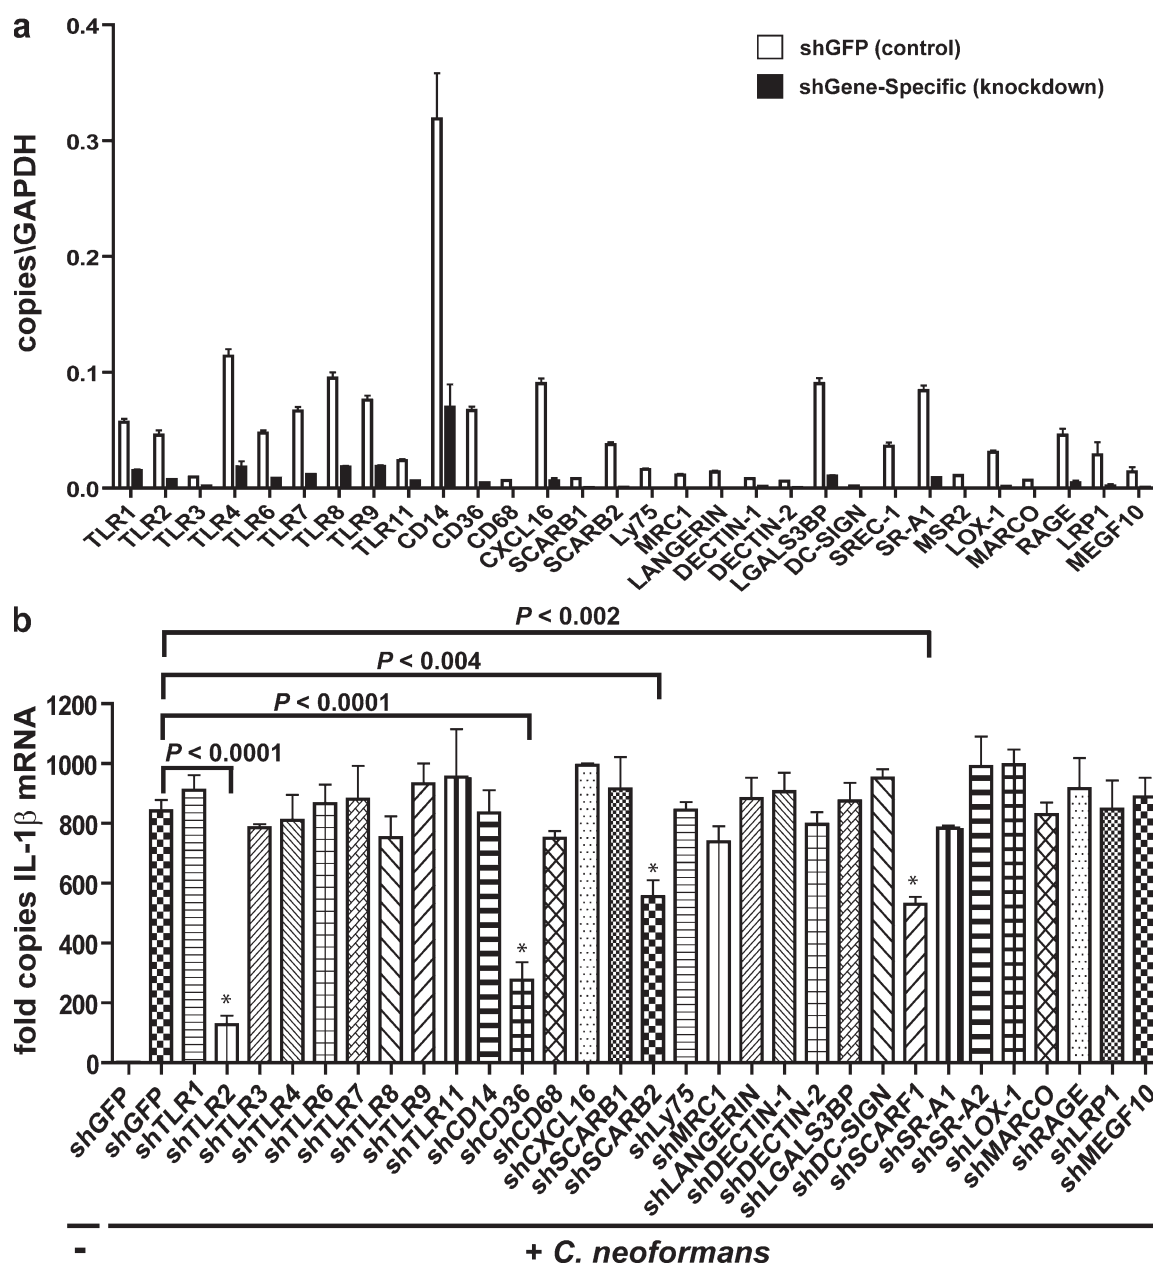 a
0.4
0.3
0.2
0.1
0.0
copies\GAPDH
shGFP (control)
shGene-Specific (knockdown)
TLR1
TLR2
TLR3
TLR4
TLR6
TLR7
TLR8
TLR9
TLR11
CD14
CD36
CD68
CXCL16
SCARB1
SCARB2
Ly75
MRC1
LANGERIN
DECTIN-1
DECTIN-2
LGALS3BP
DC-SIGN
SREC-1
SR-A1
MSR2
LOX-1
MARCO
RAGE
LRP1
MEGF10
b
P < 0.002
P < 0.004
P < 0.0001
P < 0.0001
1200
1000
800
600
400
200
0
fold copies IL-1β mRNA
*
*
*
*
shGFP
shGFP
shTLR1
shTLR2
shTLR3
shTLR4
shTLR6
shTLR7
shTLR8
shTLR9
shTLR11
shCD14
shCD36
shCD68
shCXCL16
shSCARB1
shSCARB2
shLy75
shMRC1
shLANGERIN
shDECTIN-1
shDECTIN-2
shLGALS3BP
shDC-SIGN
shSCARF1
shSR-A1
shSR-A2
shLOX-1
shMARCO
shRAGE
shLRP1
shMEGF10
-
+ C. neoformans